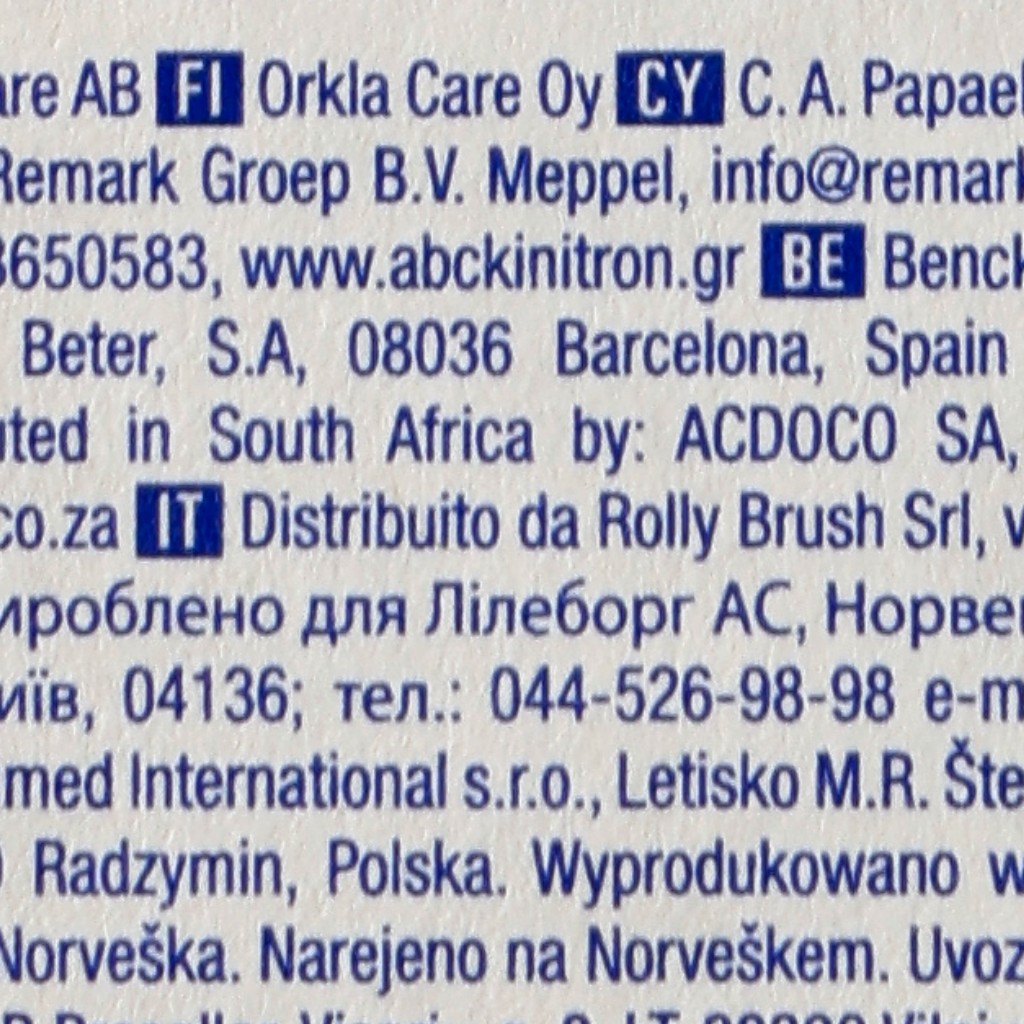 are AB FI Orkla Care Oy CY C. A. Papae
Remark Groep B.V. Meppel, info@remark
3650583, www.abckinitron.gr BE Benck
Beter, S.A, 08036 Barcelona, Spain
uted in South Africa by: ACDOCO SA,
co.za IT Distribuito da Rolly Brush Srl, v
ироблено для Лілеборг АС, Норве
иїв, 04136; тел.: 044-526-98-98 e-m
med International s.r.o., Letisko M.R. Šte
Radzymin, Polska. Wyprodukowano w
Norveška. Narejeno na Norveškem. Uvoz